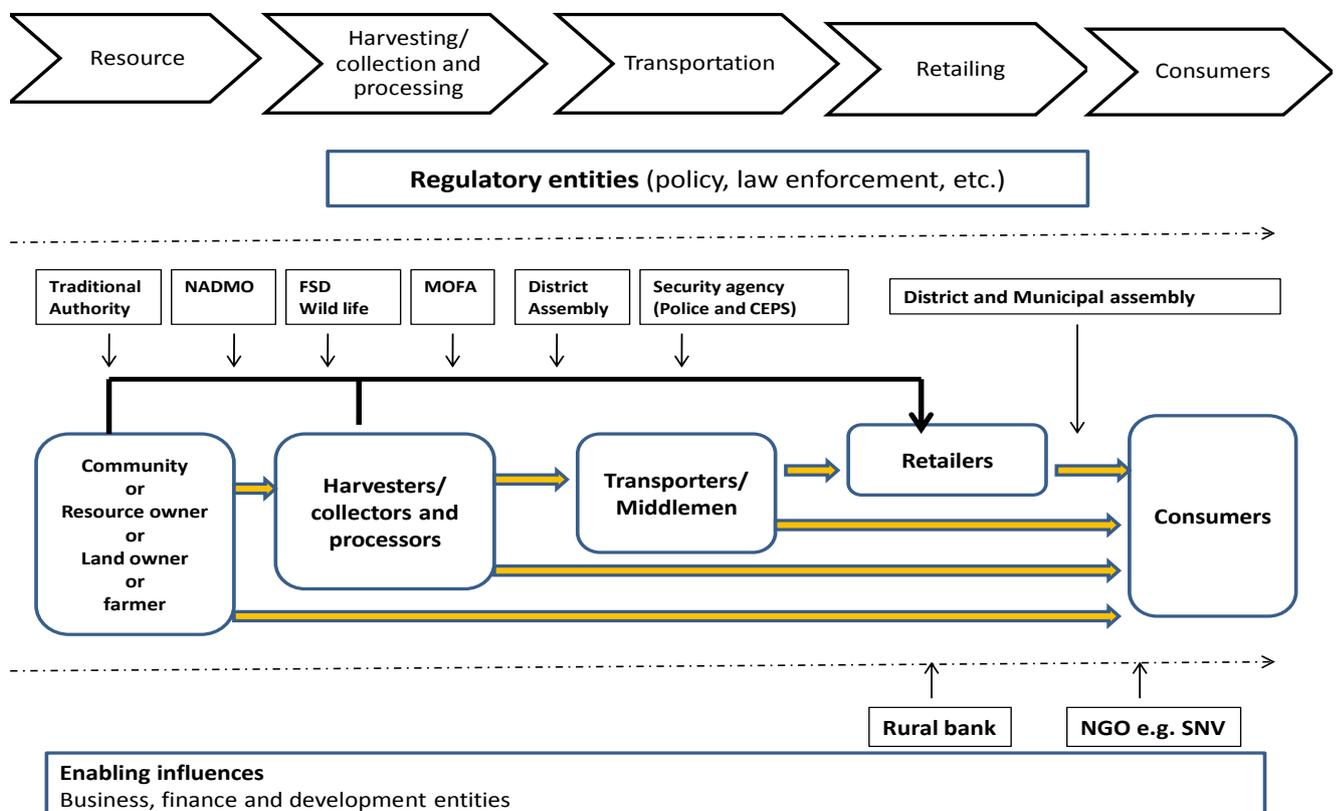 Resource
Harvesting/
collection and
processing
Transportation
Retailing
Consumers
Regulatory entities (policy, law enforcement, etc.)
Traditional
Authority
NADMO
FSD
Wild life
MOFA
District
Assembly
Security agency
(Police and CEPS)
District and Municipal assembly
Community
or
Resource owner
or
Land owner
or
farmer
Harvesters/
collectors and
processors
Transporters/
Middlemen
Retailers
Consumers
Rural bank
NGO e.g. SNV
Enabling influences
Business, finance and development entities